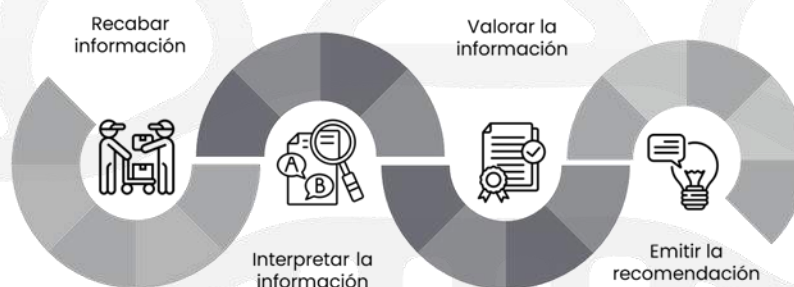 Recabar
información
Interpretar la
información
A
B
Valorar la
información
Emitir la
recomendación